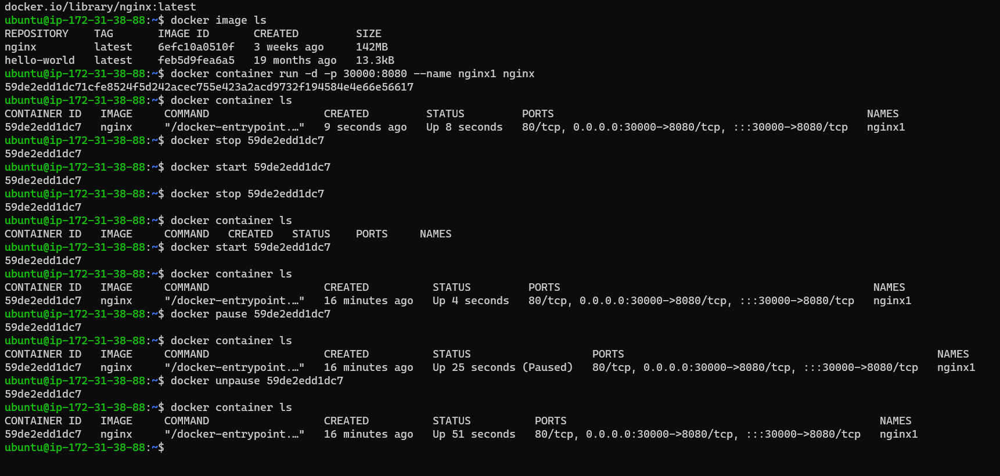 docker.io/library/nginx:latest
ubuntu@ip-172-31-38-88:~$ docker image ls
REPOSITORY    TAG       IMAGE ID       CREATED         SIZE
nginx         latest    6efc10a0510f   3 weeks ago     142MB
hello-world   latest    feb5d9fea6a5   19 months ago   13.3kB
ubuntu@ip-172-31-38-88:~$ docker container run -d -p 30000:8080 --name nginx1 nginx
59de2edd1dc71cfe8524f5d242acec755e423a2acd9732f194584e4e66e56617
ubuntu@ip-172-31-38-88:~$ docker container ls
CONTAINER ID   IMAGE     COMMAND                  CREATED         STATUS         PORTS                                                 NAMES
59de2edd1dc7   nginx     "/docker-entrypoint.…"   9 seconds ago   Up 8 seconds   80/tcp, 0.0.0.0:30000->8080/tcp, :::30000->8080/tcp   nginx1
ubuntu@ip-172-31-38-88:~$ docker stop 59de2edd1dc7
59de2edd1dc7
ubuntu@ip-172-31-38-88:~$ docker start 59de2edd1dc7
59de2edd1dc7
ubuntu@ip-172-31-38-88:~$ docker stop 59de2edd1dc7
59de2edd1dc7
ubuntu@ip-172-31-38-88:~$ docker container ls
CONTAINER ID   IMAGE     COMMAND   CREATED   STATUS    PORTS     NAMES
ubuntu@ip-172-31-38-88:~$ docker start 59de2edd1dc7
59de2edd1dc7
ubuntu@ip-172-31-38-88:~$ docker container ls
CONTAINER ID   IMAGE     COMMAND                  CREATED          STATUS         PORTS                                                 NAMES
59de2edd1dc7   nginx     "/docker-entrypoint.…"   16 minutes ago   Up 4 seconds   80/tcp, 0.0.0.0:30000->8080/tcp, :::30000->8080/tcp   nginx1
ubuntu@ip-172-31-38-88:~$ docker pause 59de2edd1dc7
59de2edd1dc7
ubuntu@ip-172-31-38-88:~$ docker container ls
CONTAINER ID   IMAGE     COMMAND                  CREATED          STATUS                   PORTS                                                 NAMES
59de2edd1dc7   nginx     "/docker-entrypoint.…"   16 minutes ago   Up 25 seconds (Paused)   80/tcp, 0.0.0.0:30000->8080/tcp, :::30000->8080/tcp   nginx1
ubuntu@ip-172-31-38-88:~$ docker unpause 59de2edd1dc7
59de2edd1dc7
ubuntu@ip-172-31-38-88:~$ docker container ls
CONTAINER ID   IMAGE     COMMAND                  CREATED          STATUS          PORTS                                                 NAMES
59de2edd1dc7   nginx     "/docker-entrypoint.…"   16 minutes ago   Up 51 seconds   80/tcp, 0.0.0.0:30000->8080/tcp, :::30000->8080/tcp   nginx1
ubuntu@ip-172-31-38-88:~$